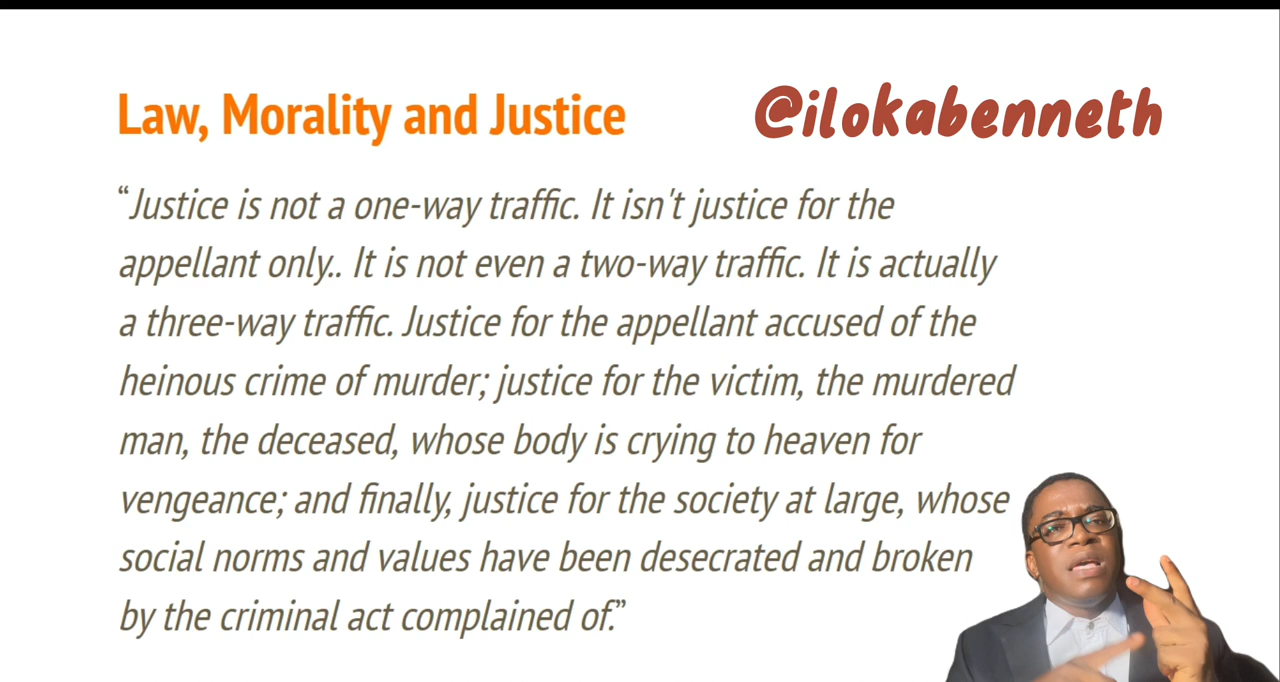 Law, Morality and Justice
@ilokabenneth
“Justice is not a one-way traffic. It isn't justice for the
appellant only.. It is not even a two-way traffic. It is actually
a three-way traffic. Justice for the appellant accused of the
heinous crime of murder; justice for the victim, the murdered
man, the deceased, whose body is crying to heaven for
vengeance; and finally, justice for the society at large, whose
social norms and values have been desecrated and broken
by the criminal act complained of.”